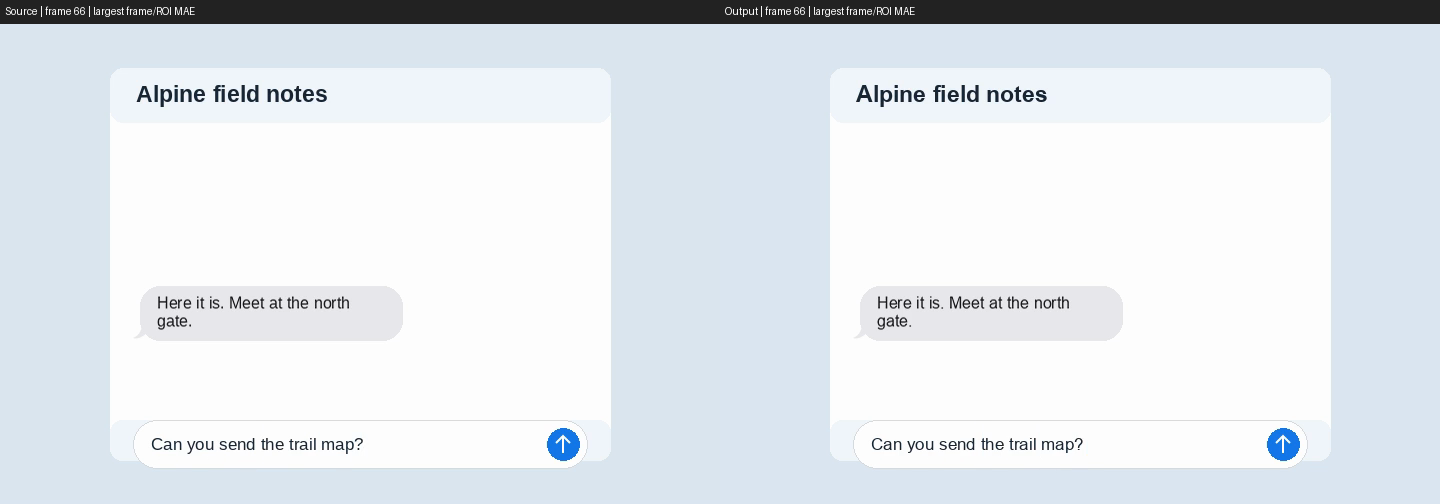 Source | frame 66 | largest frame/ROI MAE
Output | frame 66 | largest frame/ROI MAE
Alpine field notes
Here it is. Meet at the north
gate.
Can you send the trail map?
Alpine field notes
Here it is. Meet at the north
gate.
Can you send the trail map?